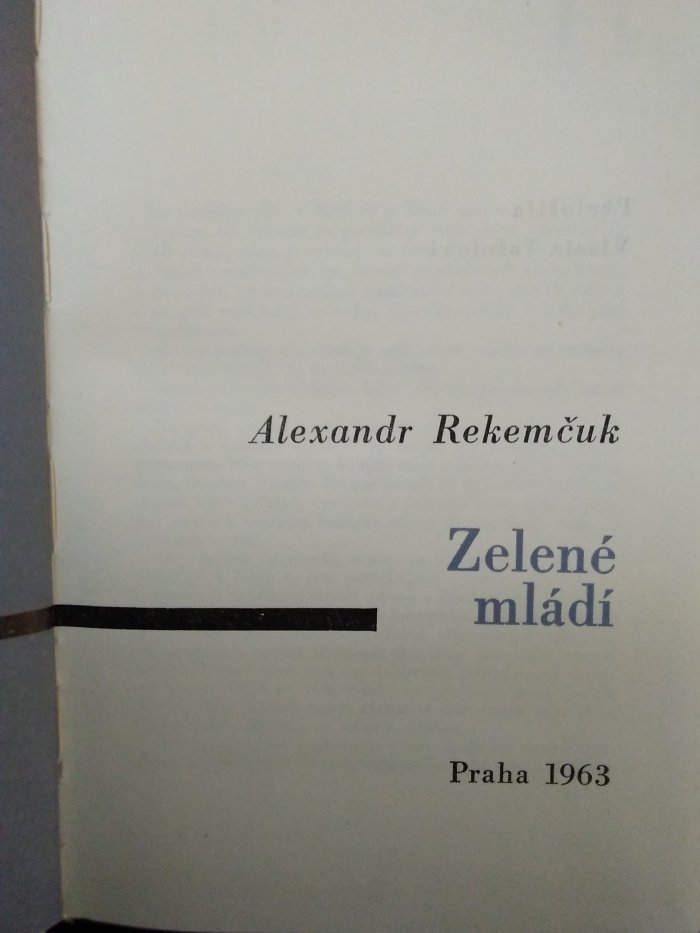 Alexandr Rekemčuk
Zelené
mládí
Praha 1963